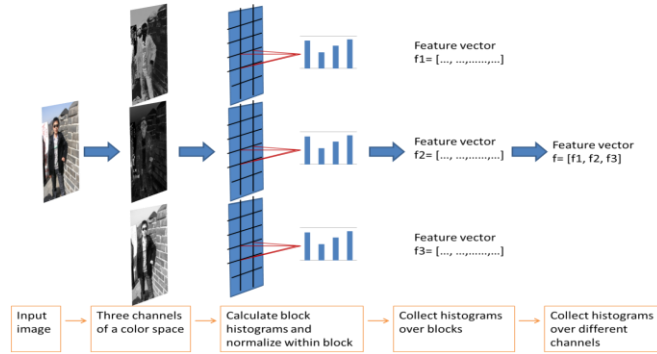 Feature vector
f1= [..., ...,......,...]
Feature vector
f2= [..., ...,......,...]
Feature vector
f= [f1, f2, f3]
Feature vector
f3= [..., ...,......,...]
Input
image
Three channels
of a color space
Calculate block
histograms and
normalize within block
Collect histograms
over blocks
Collect histograms
over different
channels